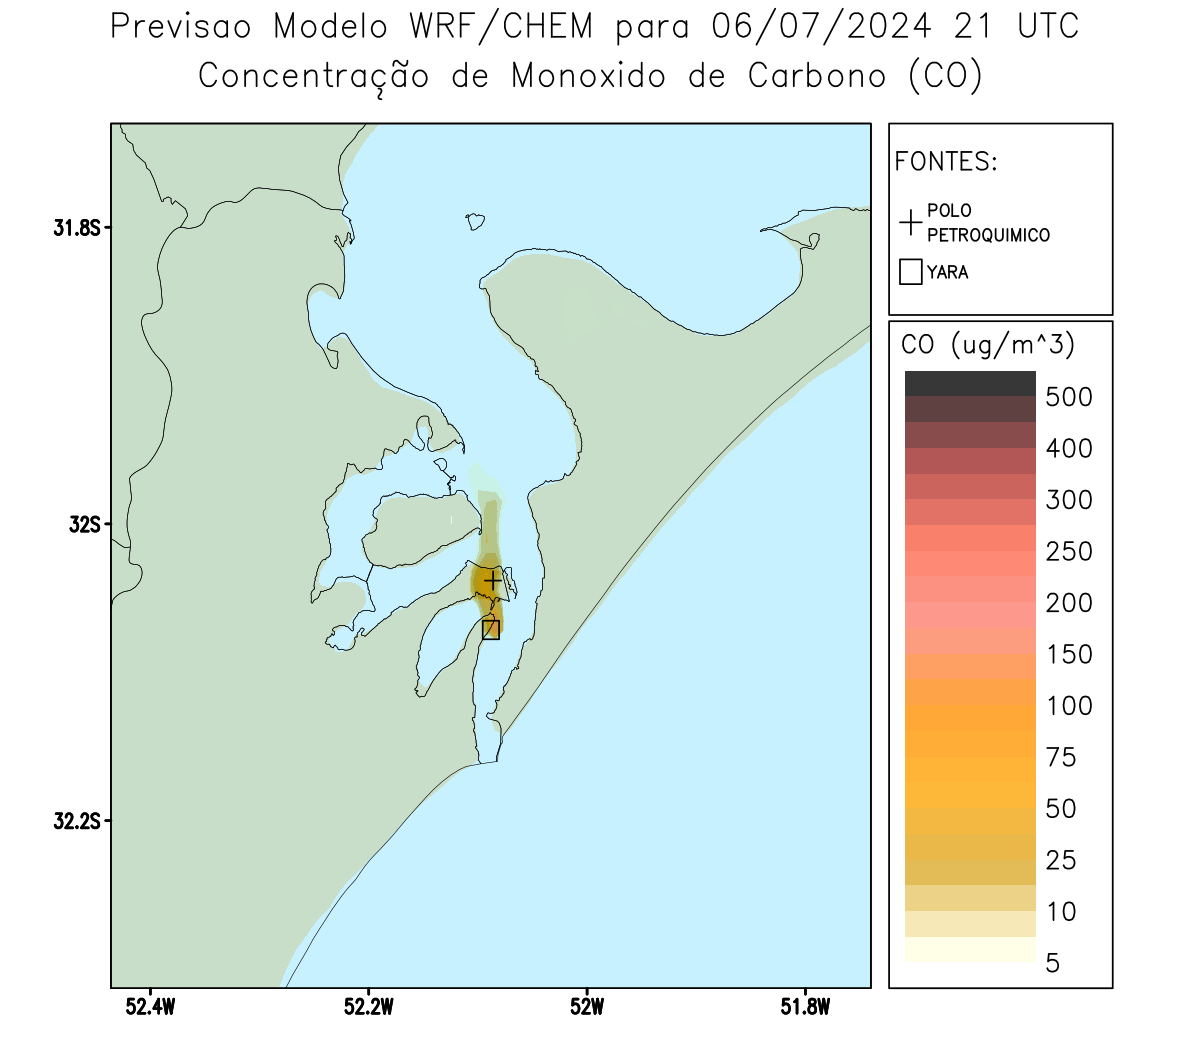 Previsao Modelo WRF/CHEM para 06/07/2024 21 UTC
Concentração de Monoxido de Carbono (CO)
FONTES:
POLO
PETROQUIMICO
YARA
CO (ug/m^3)
500
400
300
250
200
150
100
75
50
25
10
5
31.8S
32S
32.2S
52.4W
52.2W
52W
51.8W